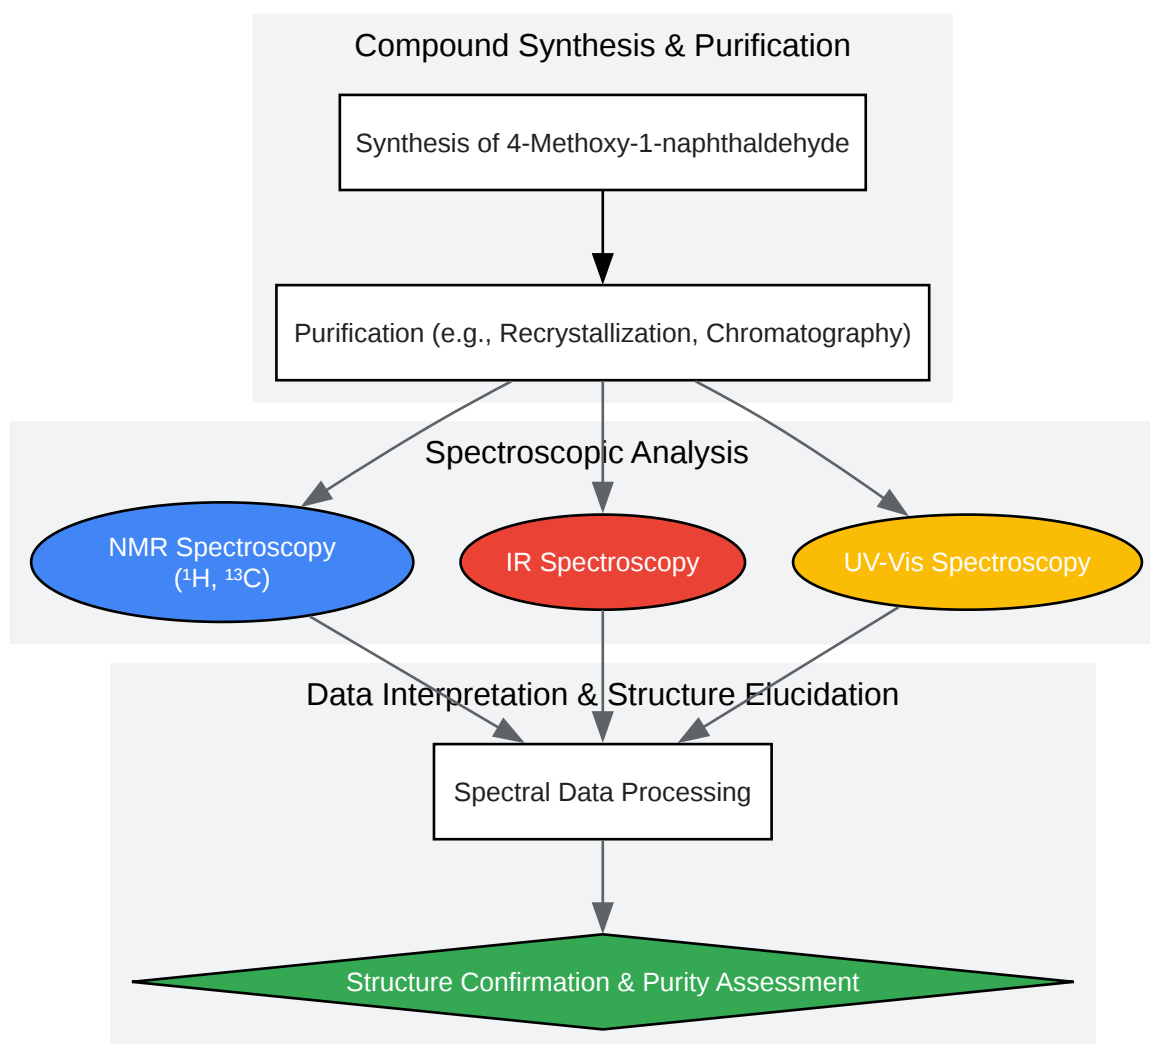 Compound Synthesis & Purification
Synthesis of 4-Methoxy-1-naphthaldehyde
Purification (e.g., Recrystallization, Chromatography)
Spectroscopic Analysis
NMR Spectroscopy
(¹H, ¹³C)
IR Spectroscopy
UV-Vis Spectroscopy
Data Interpretation & Structure Elucidation
Spectral Data Processing
Structure Confirmation & Purity Assessment